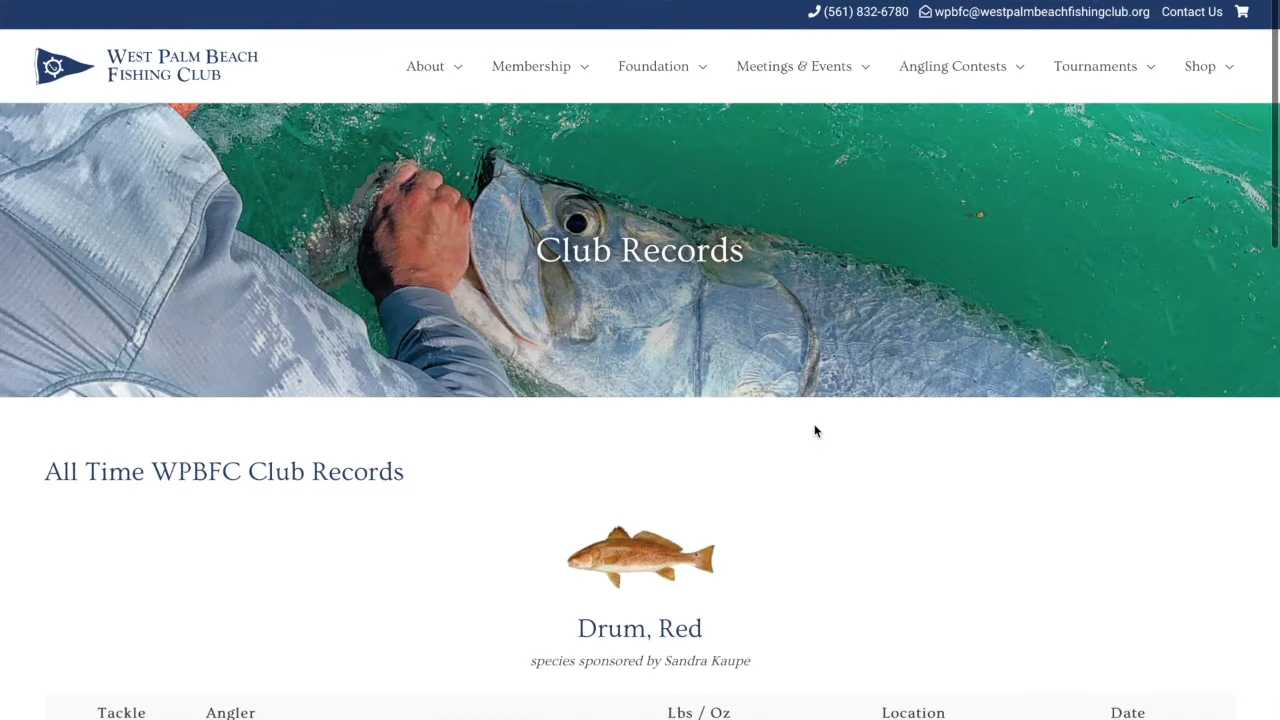 (561) 832-6780 wpbfc@westpalmbeachfishingclub.org Contact Us
West Palm Beach
Fishing Club
About Membership Foundation Meetings & Events Angling Contests Tournaments Shop
Club Records
All Time WPBFC Club Records
Drum, Red
species sponsored by Sandra Kaupe
Tackle Angler Lbs / Oz Location Date